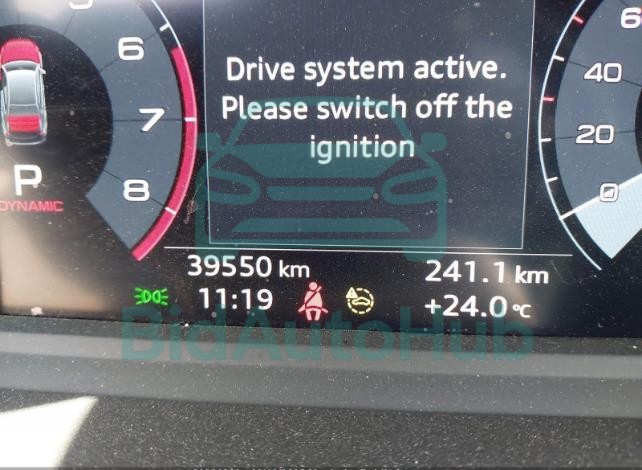 6
7
8
P
DYNAMIC
Drive system active.
Please switch off the
ignition
60
40
20
0
39550 km
241.1 km
11:19
+24.0 °C
BidAutoHub